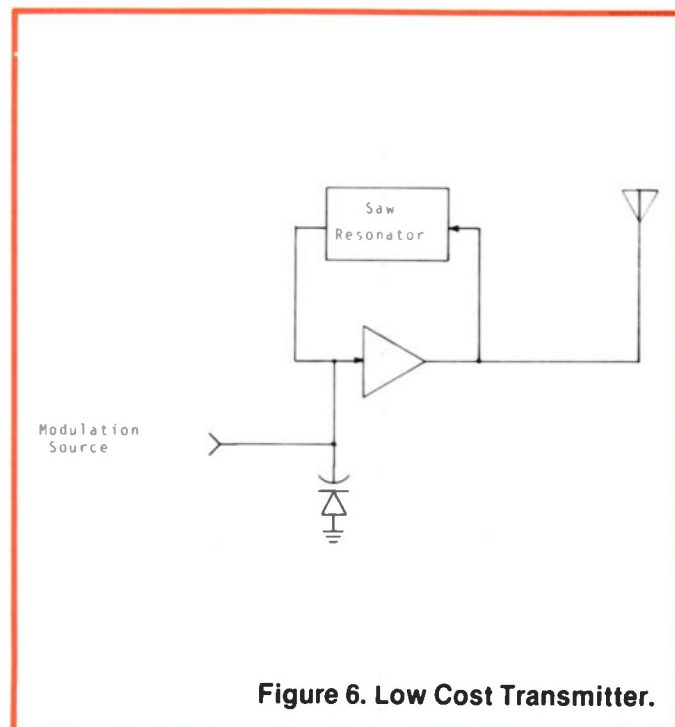 Saw
Resonator
Modulation
Source
Figure 6. Low Cost Transmitter.